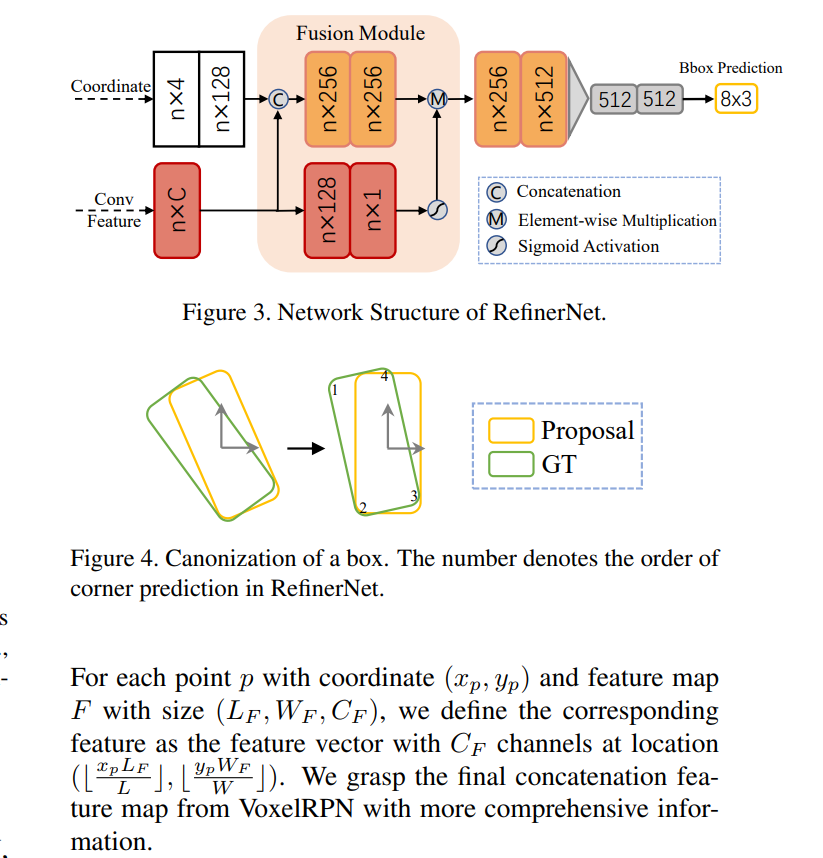 Fusion Module
Coordinate
n×4
n×128
C
n×256
n×256
M
n×256
n×512
512
512
Bbox Prediction
8x3
Conv
Feature
n×C
n×128
n×1
C Concatenation
M Element-wise Multiplication
Sigmoid Activation
Figure 3. Network Structure of RefinerNet.
1
4
2
3
Proposal
GT
Figure 4. Canonization of a box. The number denotes the order of
corner prediction in RefinerNet.
s
,
-
For each point p with coordinate (x_p, y_p) and feature map
F with size (L_F, W_F, C_F), we define the corresponding
feature as the feature vector with C_F channels at location
(⌊x_pL_F/L⌋, ⌊y_pW_F/W⌋). We grasp the final concatenation fea-
ture map from VoxelRPN with more comprehensive infor-
mation.
,